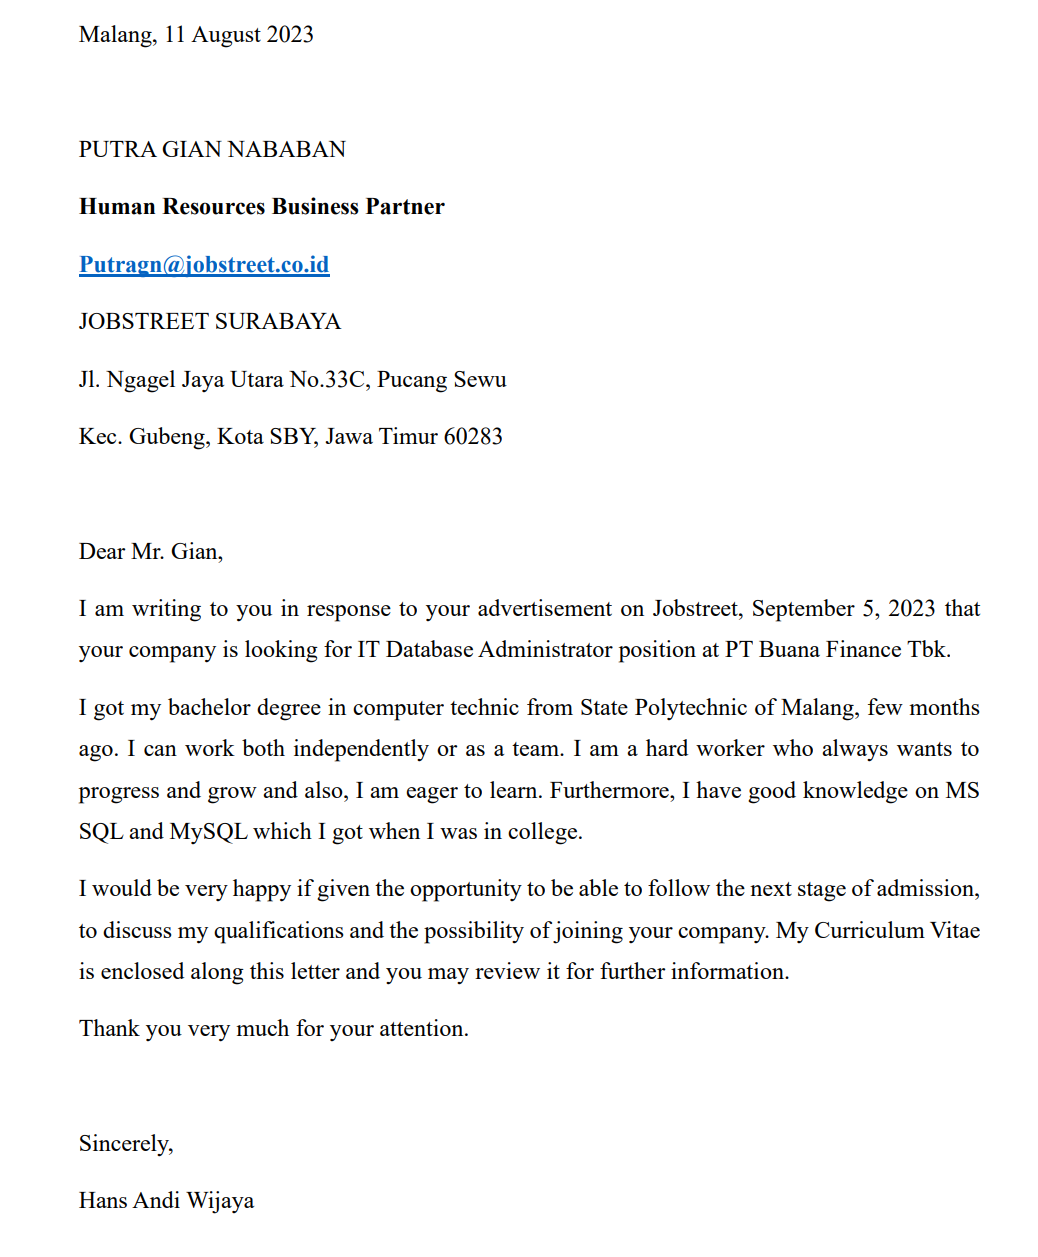 Malang, 11 August 2023
PUTRA GIAN NABABAN
Human Resources Business Partner
Putragn@jobstreet.co.id
JOBSTREET SURABAYA
Jl. Ngagel Jaya Utara No.33C, Pucang Sewu
Kec. Gubeng, Kota SBY, Jawa Timur 60283
Dear Mr. Gian,
I am writing to you in response to your advertisement on Jobstreet, September 5, 2023 that
your company is looking for IT Database Administrator position at PT Buana Finance Tbk.
I got my bachelor degree in computer technic from State Polytechnic of Malang, few months
ago. I can work both independently or as a team. I am a hard worker who always wants to
progress and grow and also, I am eager to learn. Furthermore, I have good knowledge on MS
SQL and MySQL which I got when I was in college.
I would be very happy if given the opportunity to be able to follow the next stage of admission,
to discuss my qualifications and the possibility of joining your company. My Curriculum Vitae
is enclosed along this letter and you may review it for further information.
Thank you very much for your attention.
Sincerely,
Hans Andi Wijaya